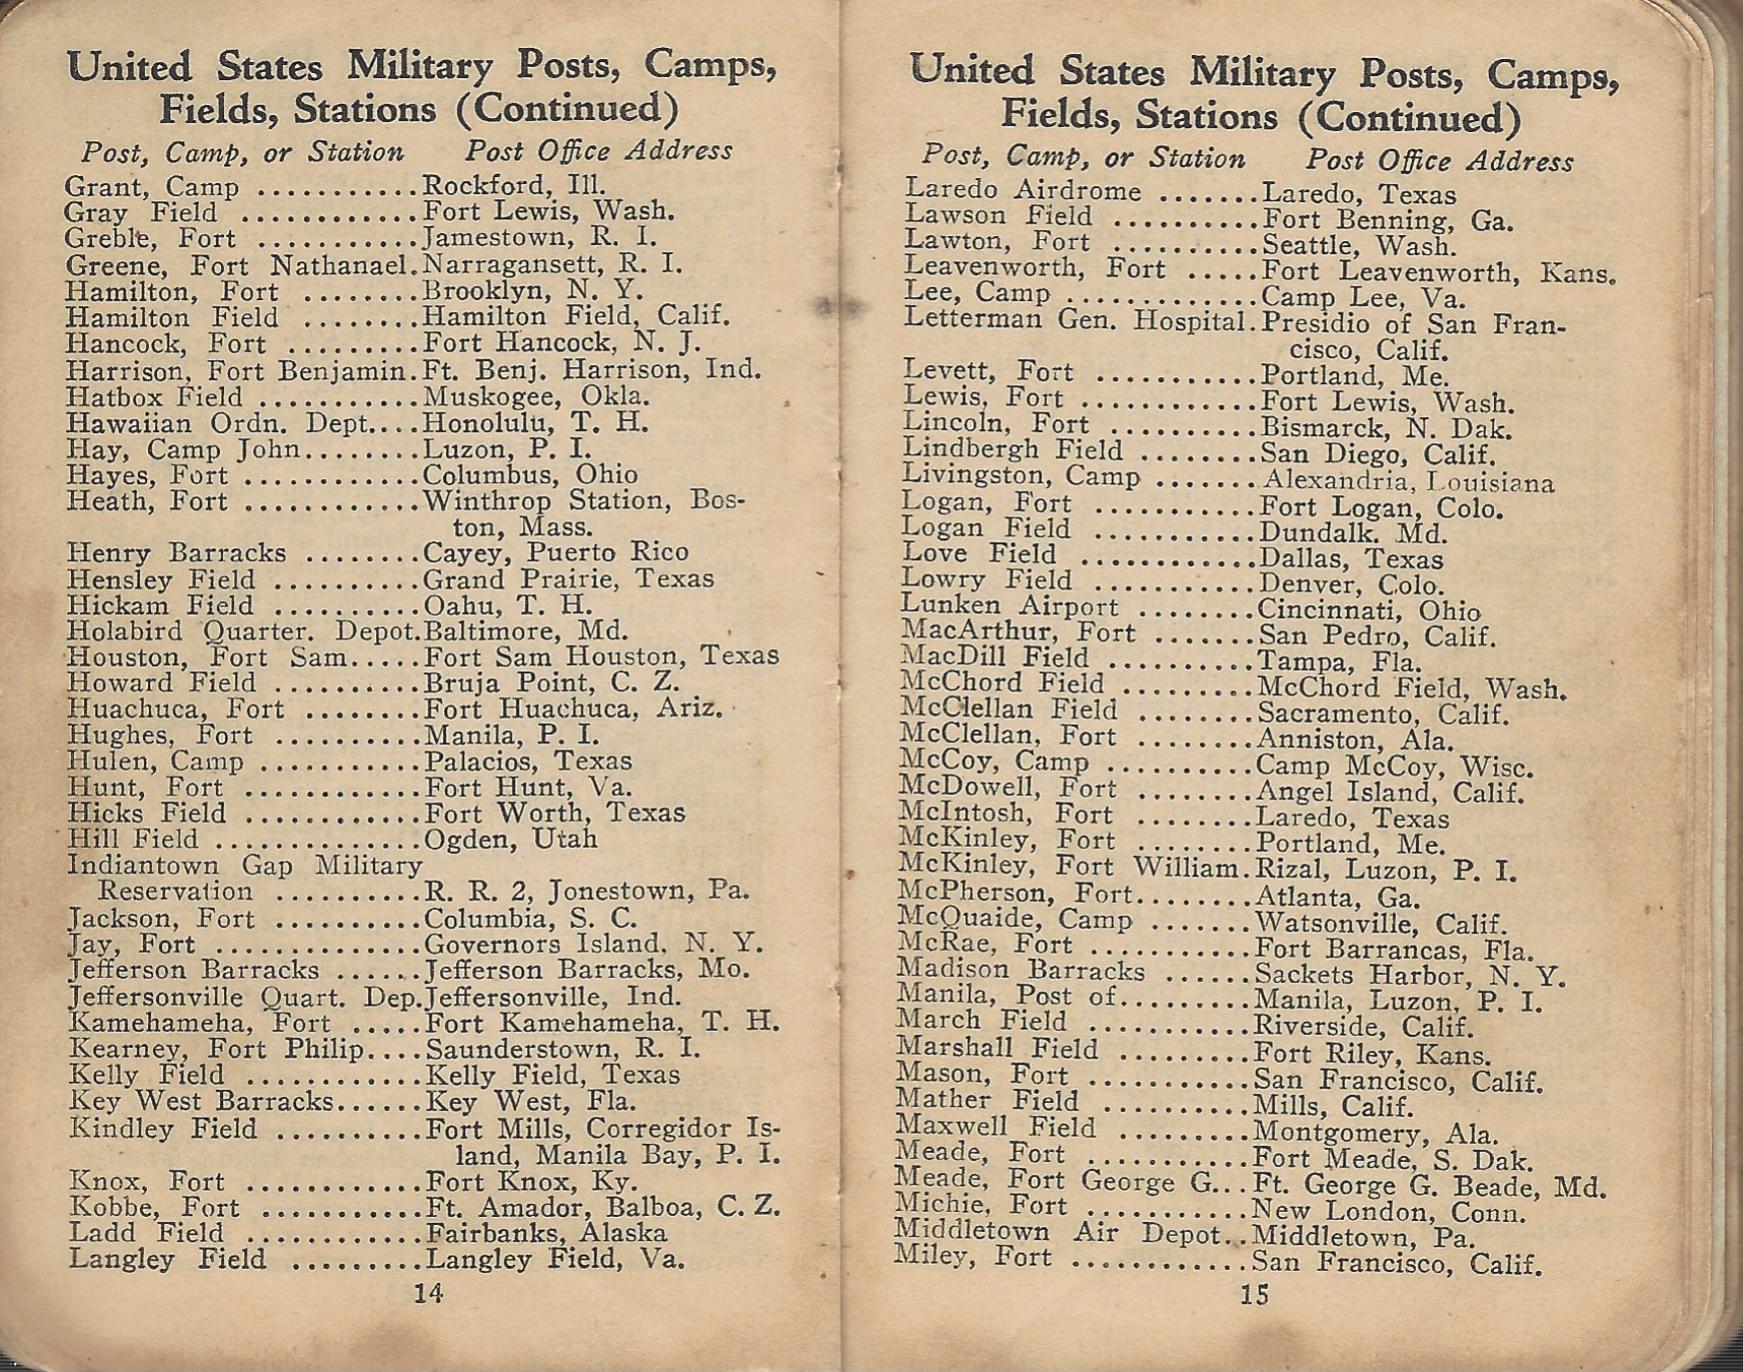 United States Military Posts, Camps,
Fields, Stations (Continued)
Post, Camp, or Station Post Office Address
Grant, Camp ...........Rockford, Ill.
Gray Field ............Fort Lewis, Wash.
Greble, Fort ...........Jamestown, R. I.
Greene, Fort Nathanael.Narragansett, R. I.
Hamilton, Fort ........Brooklyn, N. Y.
Hamilton Field ........Hamilton Field, Calif.
Hancock, Fort .........Fort Hancock, N. J.
Harrison, Fort Benjamin.Ft. Benj. Harrison, Ind.
Hatbox Field ...........Muskogee, Okla.
Hawaiian Ordn. Dept....Honolulu, T. H.
Hay, Camp John........Luzon, P. I.
Hayes, Fort ............Columbus, Ohio
Heath, Fort ............Winthrop Station, Bos-
ton, Mass.
Henry Barracks ........Cayey, Puerto Rico
Hensley Field ..........Grand Prairie, Texas
Hickam Field ..........Oahu, T. H.
Holabird Quarter. Depot.Baltimore, Md.
Houston, Fort Sam.....Fort Sam Houston, Texas
Howard Field ..........Bruja Point, C. Z.
Huachuca, Fort ........Fort Huachuca, Ariz.
Hughes, Fort ..........Manila, P. I.
Hulen, Camp ...........Palacios, Texas
Hunt, Fort ............Fort Hunt, Va.
Hicks Field ............Fort Worth, Texas
Hill Field ..............Ogden, Utah
Indiantown Gap Military
Reservation ..........R. R. 2, Jonestown, Pa.
Jackson, Fort ..........Columbia, S. C.
Jay, Fort ..............Governors Island, N. Y.
Jefferson Barracks ......Jefferson Barracks, Mo.
Jeffersonville Quart. Dep.Jeffersonville, Ind.
Kamehameha, Fort .....Fort Kamehameha, T. H.
Kearney, Fort Philip....Saunderstown, R. I.
Kelly Field ............Kelly Field, Texas
Key West Barracks......Key West, Fla.
Kindley Field ..........Fort Mills, Corregidor Is-
land, Manila Bay, P. I.
Knox, Fort ............Fort Knox, Ky.
Kobbe, Fort ...........Ft. Amador, Balboa, C. Z.
Ladd Field ............Fairbanks, Alaska
Langley Field .........Langley Field, Va.
14
United States Military Posts, Camps,
Fields, Stations (Continued)
Post, Camp, or Station Post Office Address
Laredo Airdrome .......Laredo, Texas
Lawson Field ..........Fort Benning, Ga.
Lawton, Fort ..........Seattle, Wash.
Leavenworth, Fort .....Fort Leavenworth, Kans.
Lee, Camp .............Camp Lee, Va.
Letterman Gen. Hospital.Presidio of San Fran-
cisco, Calif.
Levett, Fort ...........Portland, Me.
Lewis, Fort ............Fort Lewis, Wash.
Lincoln, Fort ..........Bismarck, N. Dak.
Lindbergh Field ........San Diego, Calif.
Livingston, Camp .......Alexandria, Louisiana
Logan, Fort ...........Fort Logan, Colo.
Logan Field ...........Dundalk. Md.
Love Field ............Dallas, Texas
Lowry Field ...........Denver, Colo.
Lunken Airport ........Cincinnati, Ohio
MacArthur, Fort .......San Pedro, Calif.
MacDill Field ..........Tampa, Fla.
McChord Field .........McChord Field, Wash.
McClellan Field ........Sacramento, Calif.
McClellan, Fort ........Anniston, Ala.
McCoy, Camp ..........Camp McCoy, Wisc.
McDowell, Fort ........Angel Island, Calif.
McIntosh, Fort ........Laredo, Texas
McKinley, Fort ........Portland, Me.
McKinley, Fort William.Rizal, Luzon, P. I.
McPherson, Fort........Atlanta, Ga.
McQuaide, Camp .......Watsonville, Calif.
McRae, Fort ...........Fort Barrancas, Fla.
Madison Barracks ......Sackets Harbor, N. Y.
Manila, Post of.........Manila, Luzon, P. I.
March Field ...........Riverside, Calif.
Marshall Field .........Fort Riley, Kans.
Mason, Fort ...........San Francisco, Calif.
Mather Field ..........Mills, Calif.
Maxwell Field .........Montgomery, Ala.
Meade, Fort ...........Fort Meade, S. Dak.
Meade, Fort George G...Ft. George G. Beade, Md.
Michie, Fort ...........New London, Conn.
Middletown Air Depot..Middletown, Pa.
Miley, Fort ............San Francisco, Calif.
15